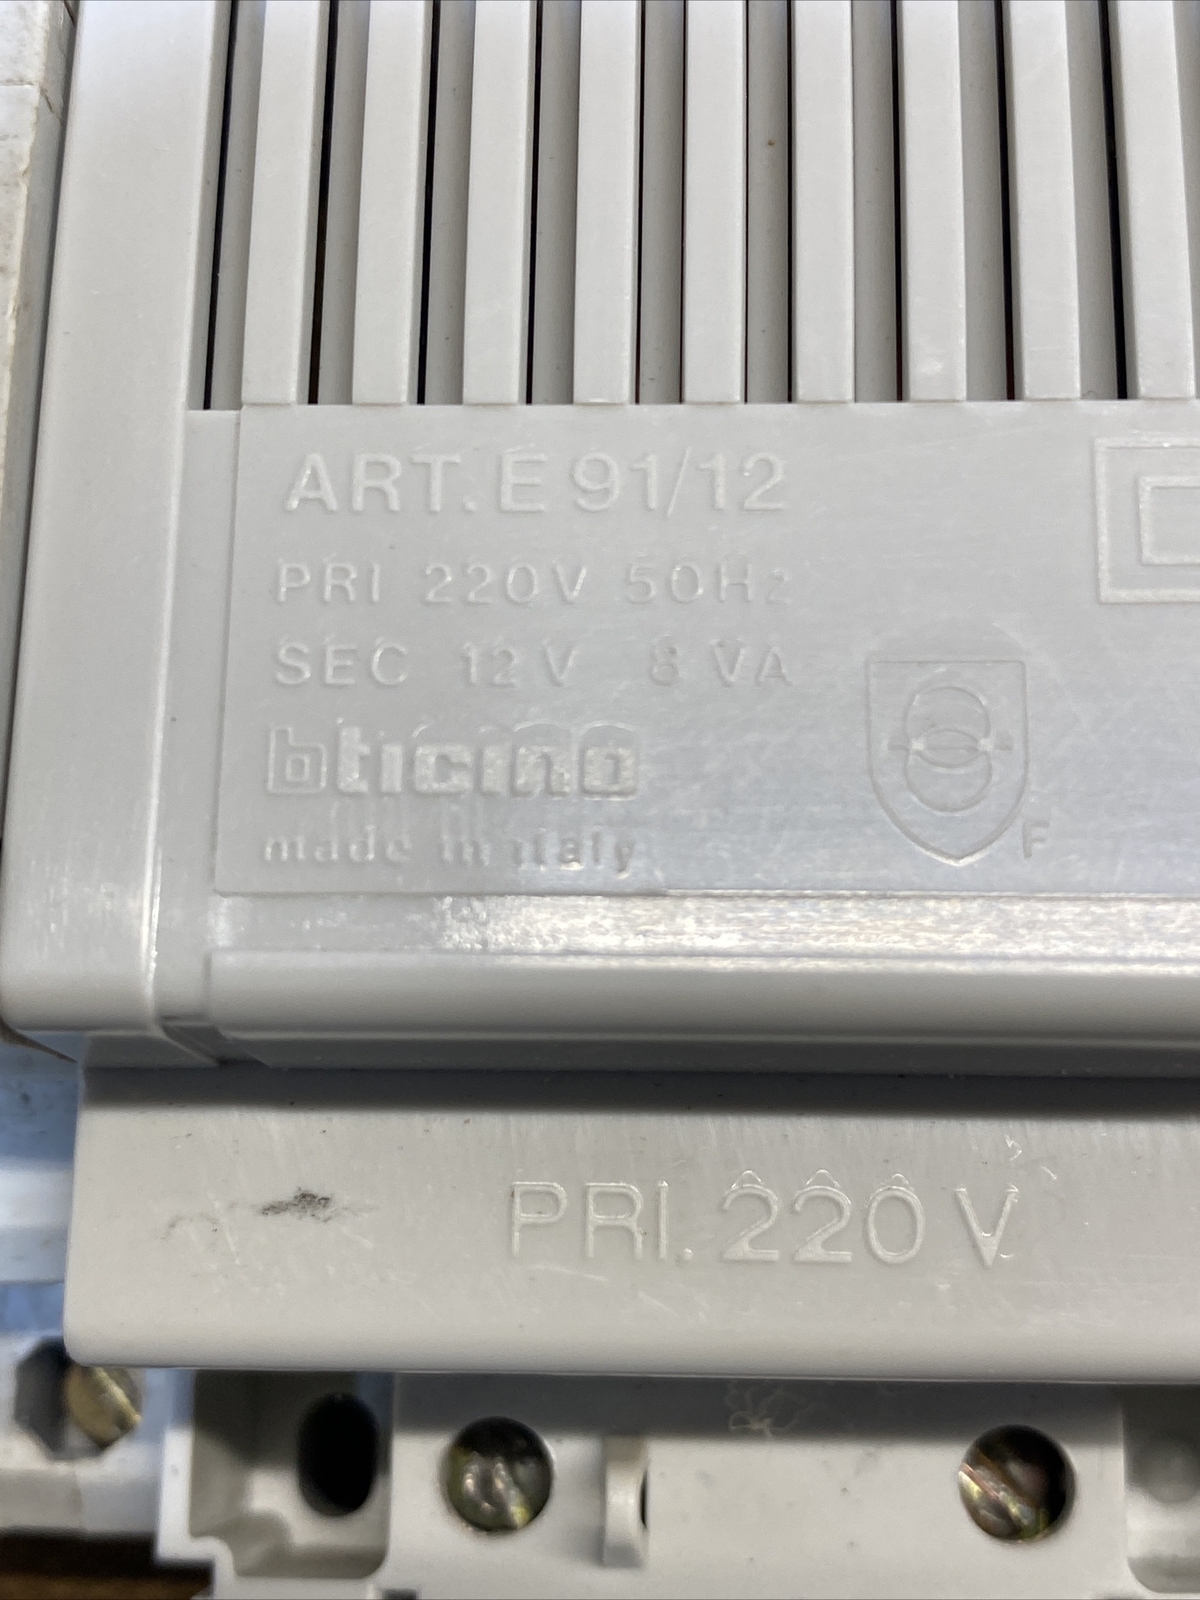 ART. E 91/12
PRI 220V 50Hz
SEC 12V 8 VA
bticino
made in italy
F
PRI. 220 V